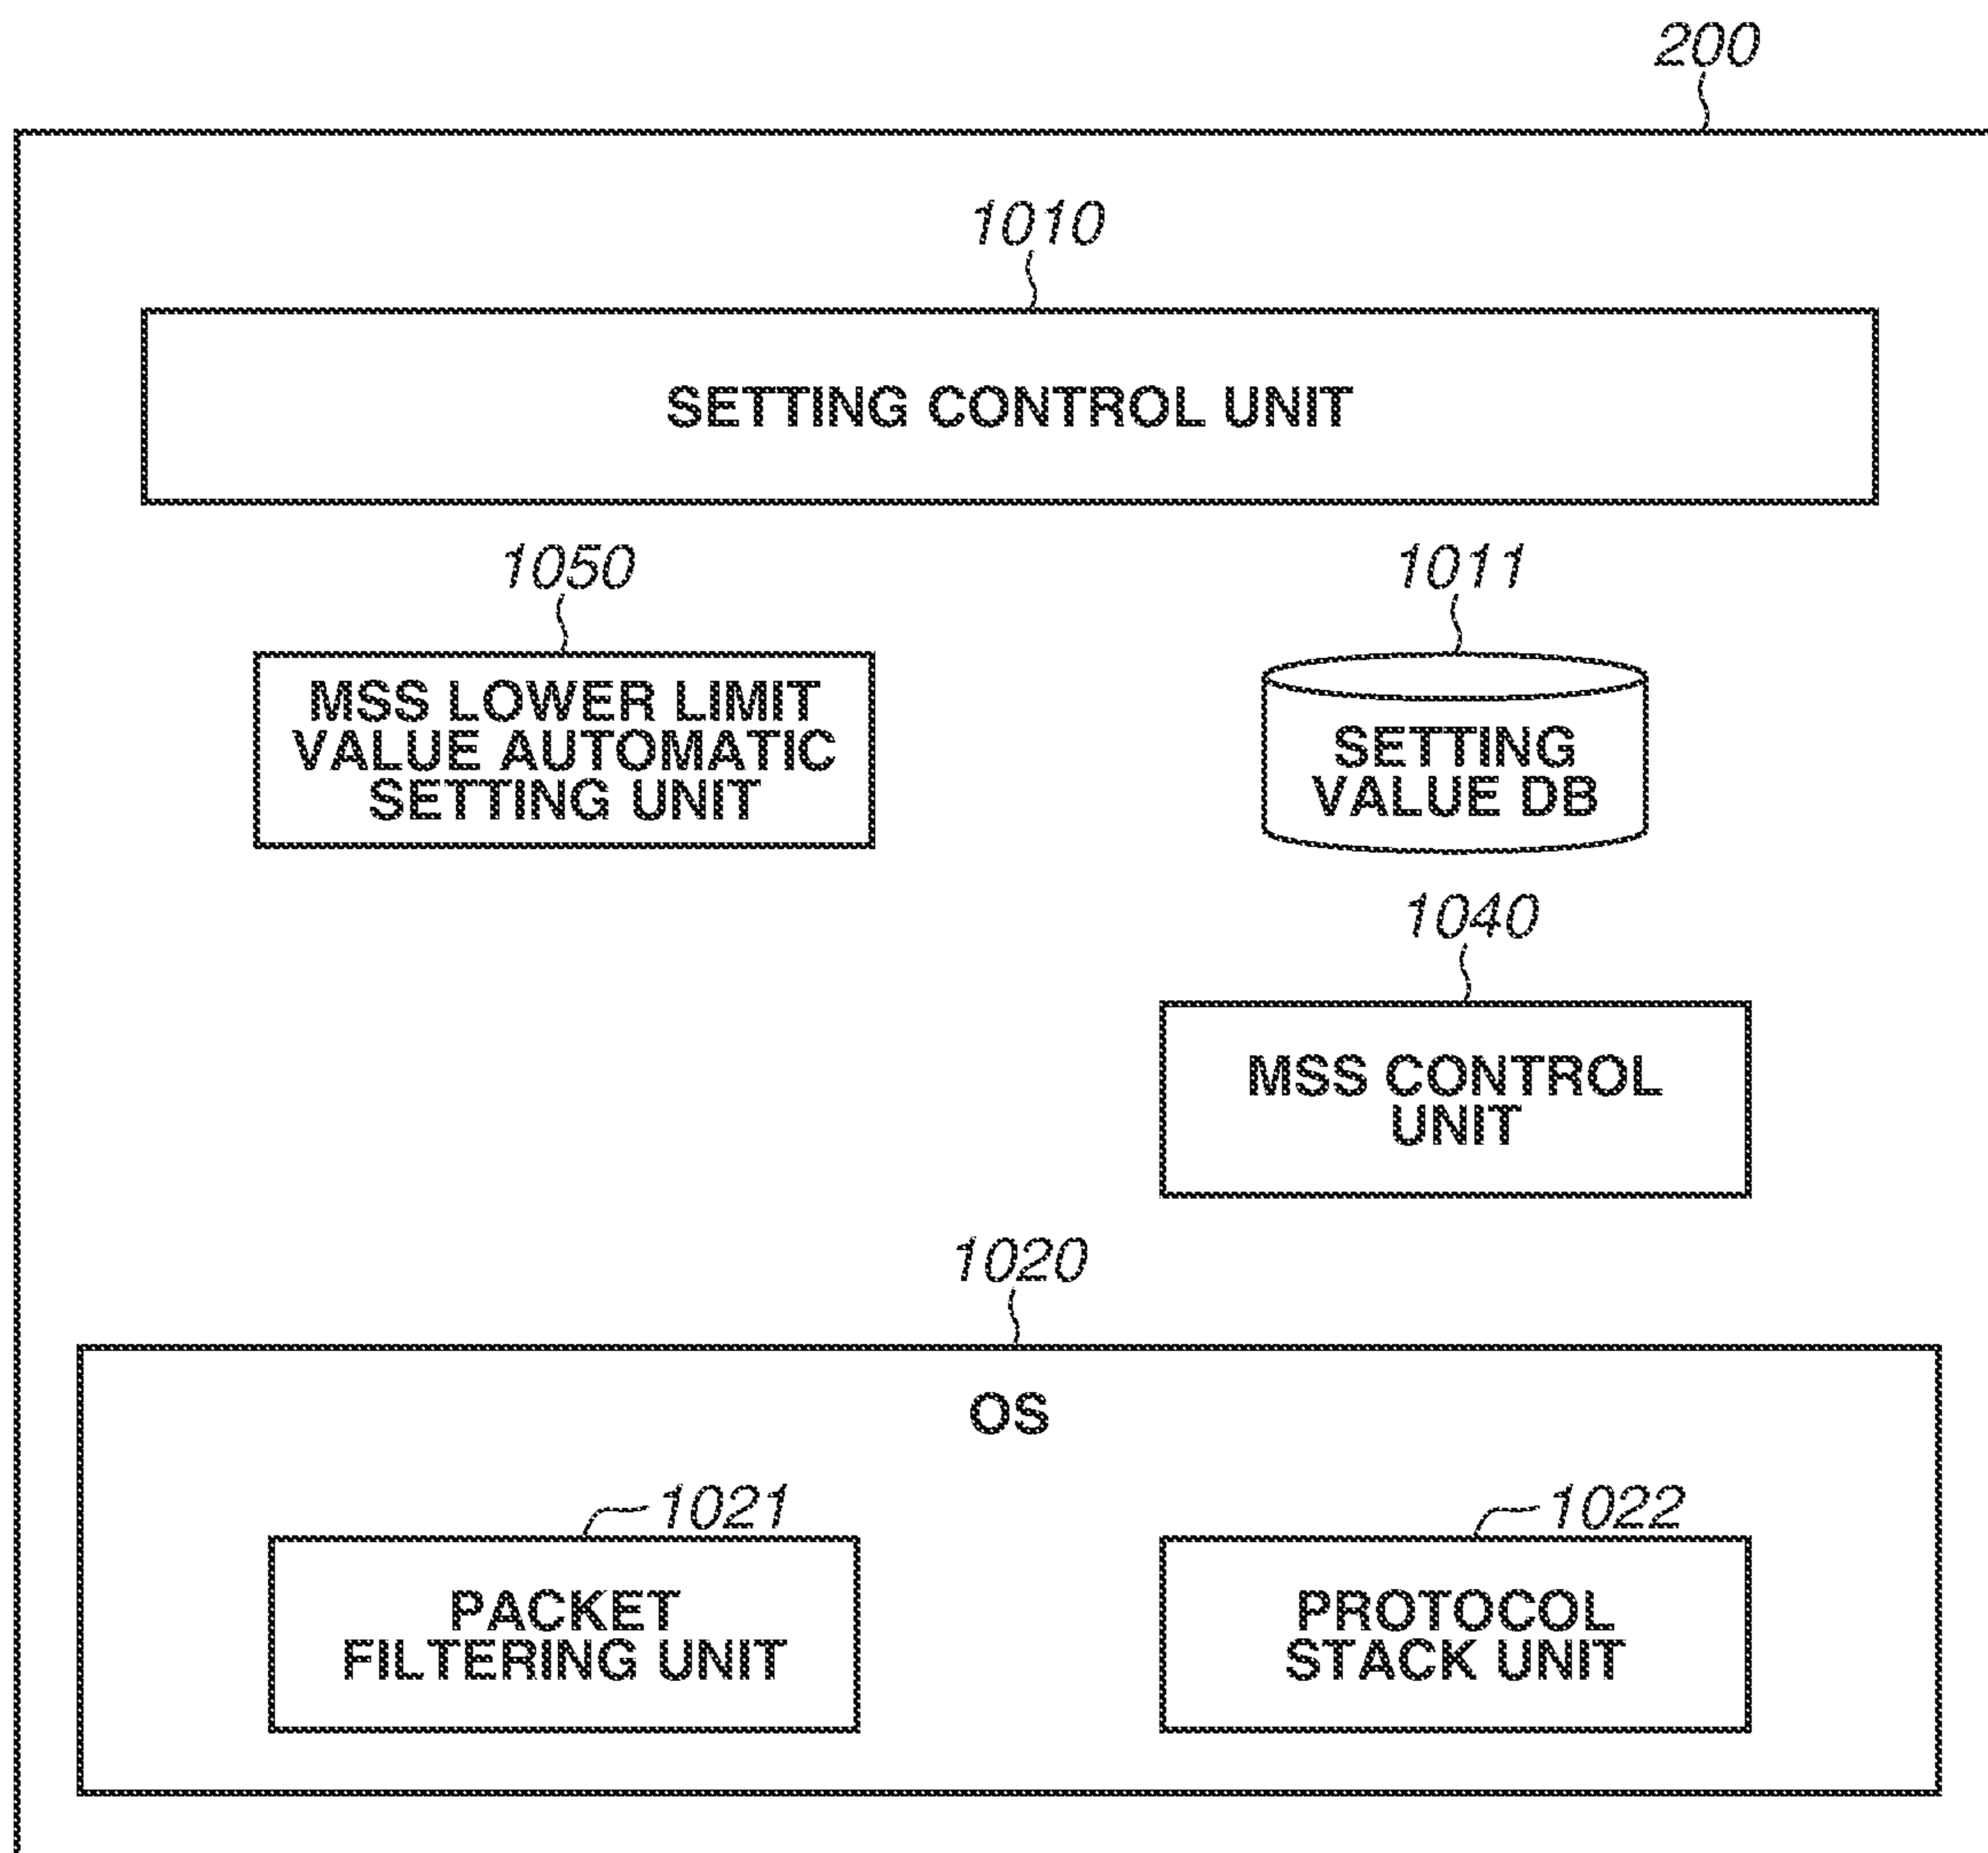 200
1010
SETTING CONTROL UNIT
1050
MSS LOWER LIMIT
VALUE AUTOMATIC
SETTING UNIT
1011
SETTING
VALUE DB
1040
MSS CONTROL
UNIT
1020
OS
1021
PACKET
FILTERING UNIT
1022
PROTOCOL
STACK UNIT